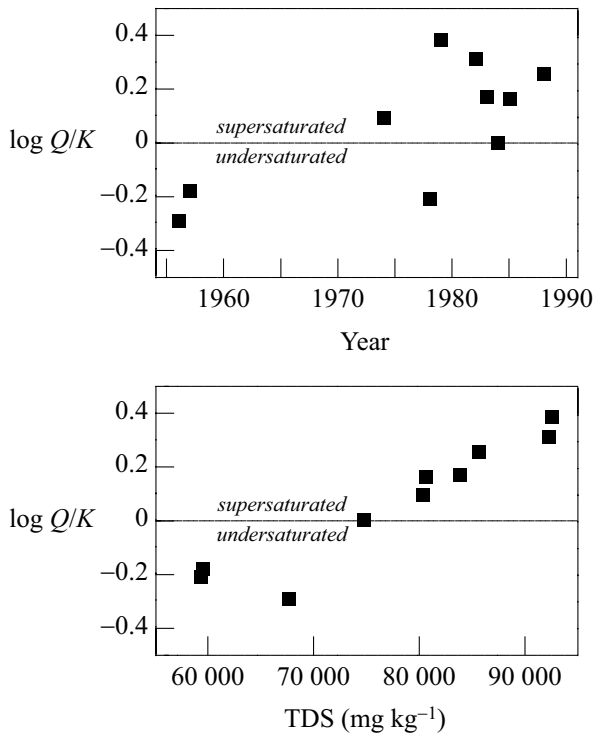 0.4
0.2
log Q/K
0
supersaturated
undersaturated
−0.2
−0.4
1960 1970 1980 1990
Year
0.4
0.2
log Q/K
0
supersaturated
undersaturated
−0.2
−0.4
60 000 70 000 80 000 90 000
TDS (mg kg⁻¹)